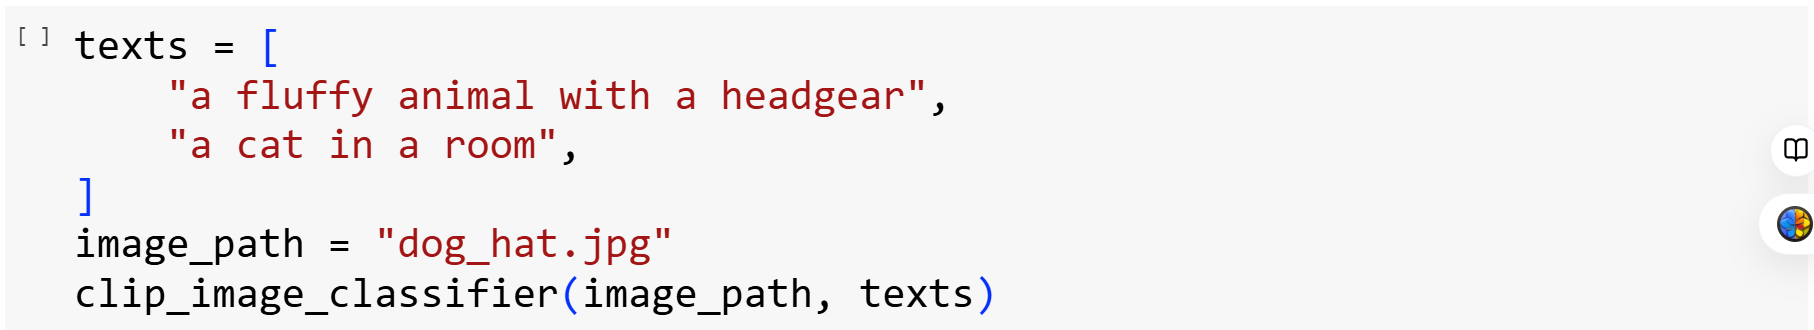 [ ] texts = [
"a fluffy animal with a headgear",
"a cat in a room",
]
image_path = "dog_hat.jpg"
clip_image_classifier(image_path, texts)